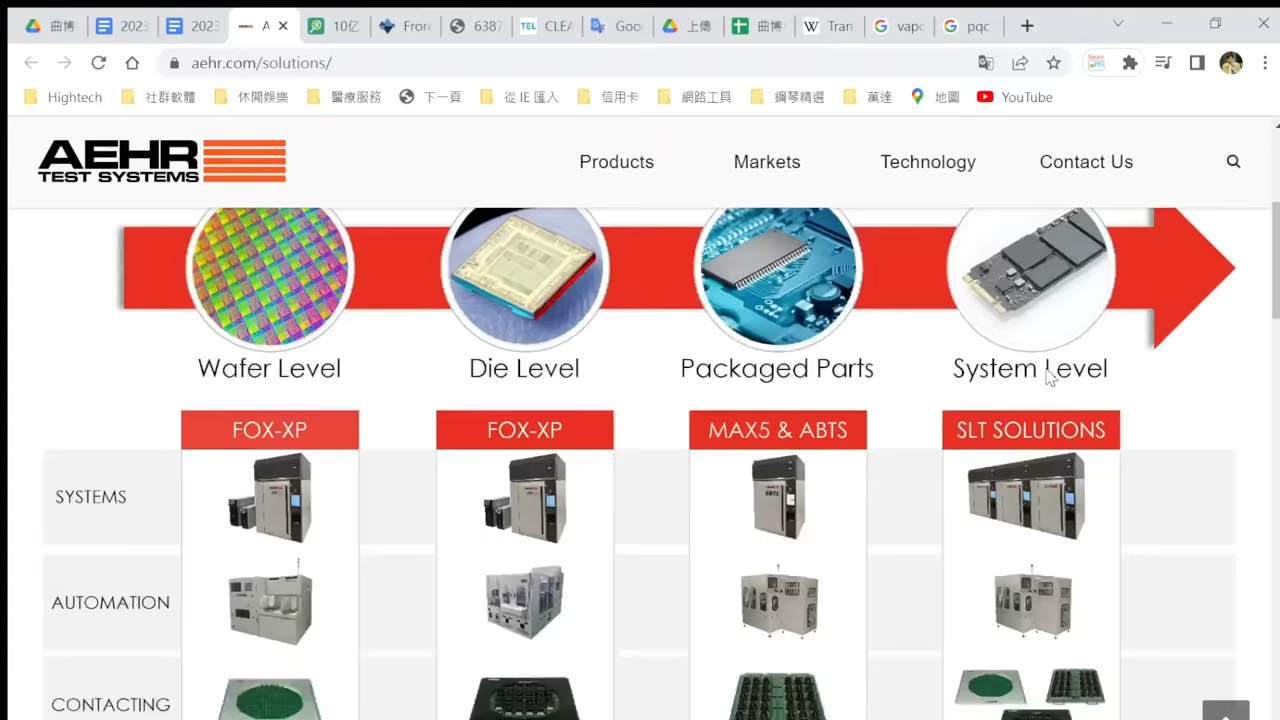 曲博
2023
2023
A
10亿
Fore
6387
TEL CLEA
Goo
上傳
曲博
W Tran
G vapc
G pqc
aehr.com/solutions/
Hightech
社群軟體
休閒娛樂
醫療服務
下一頁
從 IE 匯入
信用卡
網路工具
鋼琴精選
萬達
地圖
YouTube
AEHR
TEST SYSTEMS
Products
Markets
Technology
Contact Us
Wafer Level
Die Level
Packaged Parts
System Level
FOX-XP
FOX-XP
MAX5 & ABTS
SLT SOLUTIONS
SYSTEMS
AUTOMATION
CONTACTING